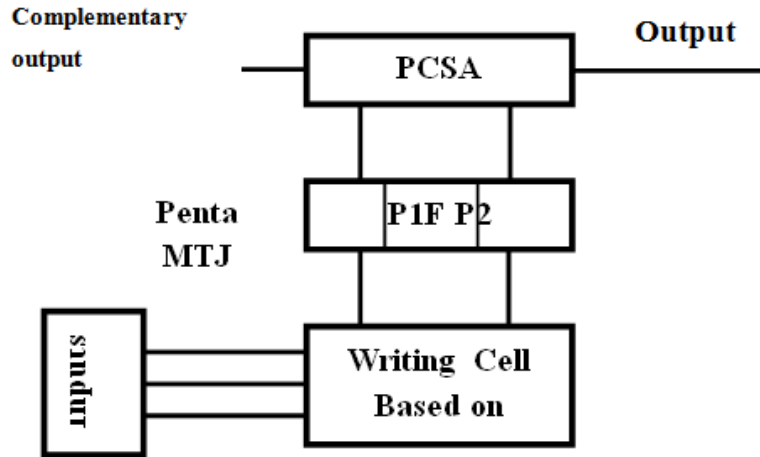 Complementary
output
Output
PCSA
P1F P2
Penta
MTJ
Inputs
Writing Cell
Based on